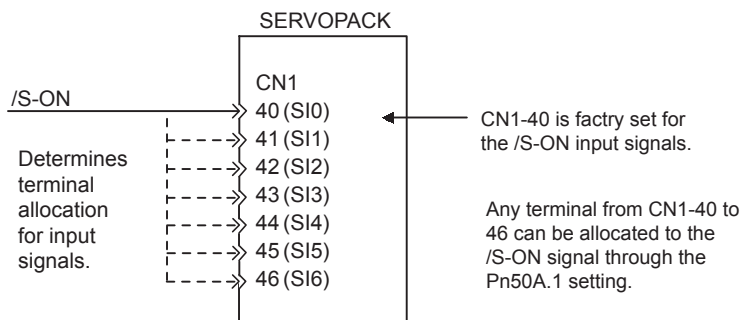 SERVOPACK
CN1
/S-ON
40 (SI0)
41 (SI1)
42 (SI2)
43 (SI3)
44 (SI4)
45 (SI5)
46 (SI6)
Determines
terminal
allocation
for input
signals.
CN1-40 is factry set for
the /S-ON input signals.
Any terminal from CN1-40 to
46 can be allocated to the
/S-ON signal through the
Pn50A.1 setting.